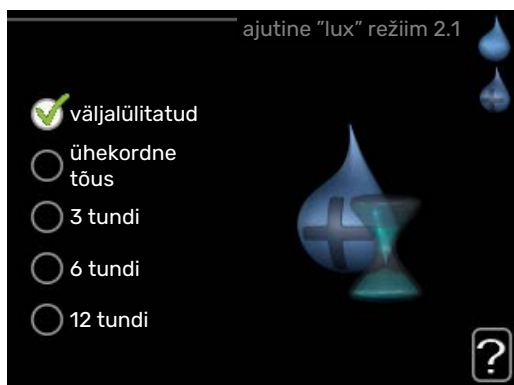 ajutine ”lux” režiim 2.1
väljalülitatud
ühekordne
tõus
3 tundi
6 tundi
12 tundi
?